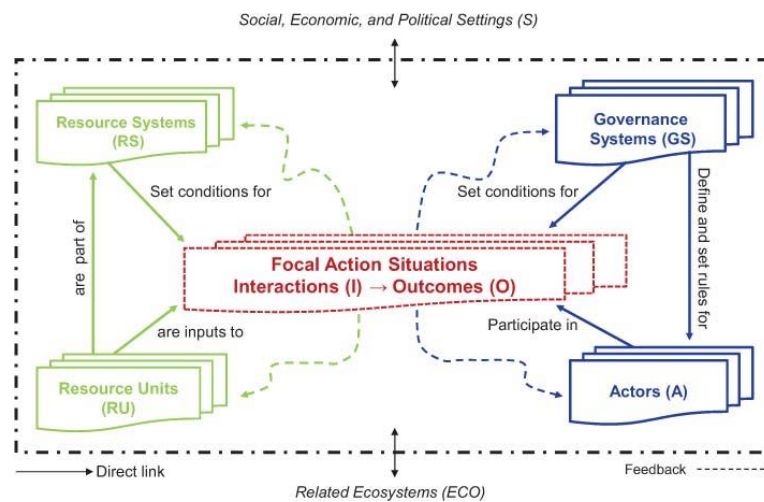 Social, Economic, and Political Settings (S)
Resource Systems
(RS)
Governance
Systems (GS)
Set conditions for
Set conditions for
are part of
Define and set rules for
Focal Action Situations
Interactions (I) → Outcomes (O)
are inputs to
Participate in
Resource Units
(RU)
Actors (A)
Direct link
Feedback
Related Ecosystems (ECO)